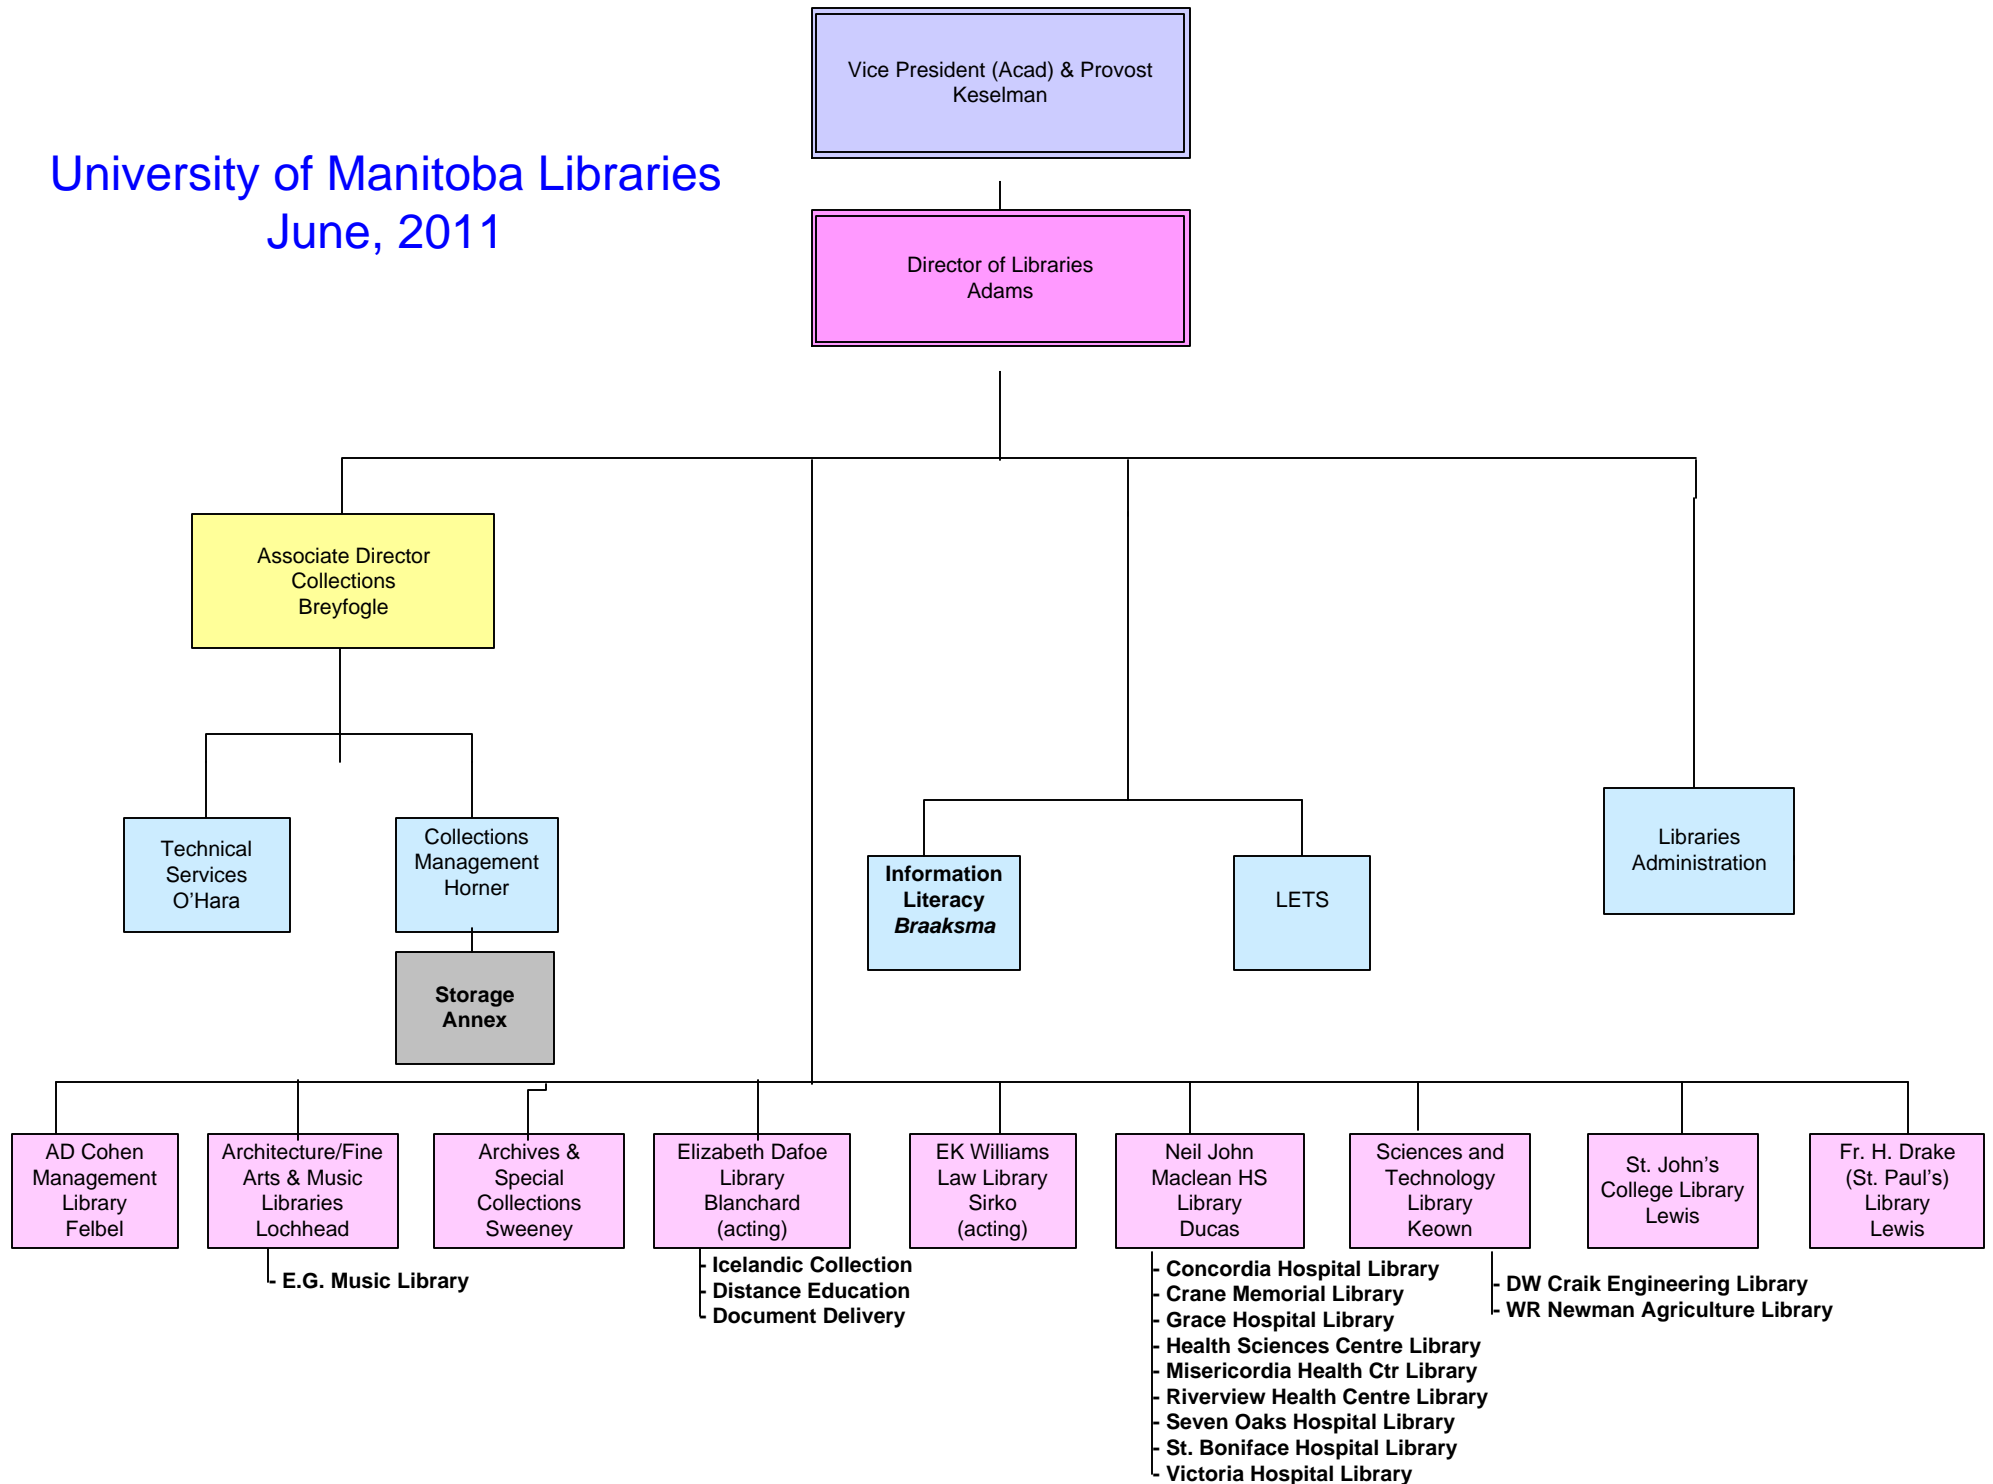 Vice President (Acad) & Provost
Keselman
University of Manitoba Libraries
June, 2011
Director of Libraries
Adams
Associate Director
Collections
Breyfogle
Technical
Services
O’Hara
Collections
Management
Horner
Information
Literacy
Braaksma
LETS
Libraries
Administration
Storage
Annex
AD Cohen
Management
Library
Felbel
Architecture/Fine
Arts & Music
Libraries
Lochhead
- E.G. Music Library
Archives &
Special
Collections
Sweeney
Elizabeth Dafoe
Library
Blanchard
(acting)
- Icelandic Collection
- Distance Education
- Document Delivery
EK Williams
Law Library
Sirko
(acting)
Neil John
Maclean HS
Library
Ducas
- Concordia Hospital Library
- Crane Memorial Library
- Grace Hospital Library
- Health Sciences Centre Library
- Misericordia Health Ctr Library
- Riverview Health Centre Library
- Seven Oaks Hospital Library
- St. Boniface Hospital Library
- Victoria Hospital Library
Sciences and
Technology
Library
Keown
- DW Craik Engineering Library
- WR Newman Agriculture Library
St. John’s
College Library
Lewis
Fr. H. Drake
(St. Paul’s)
Library
Lewis